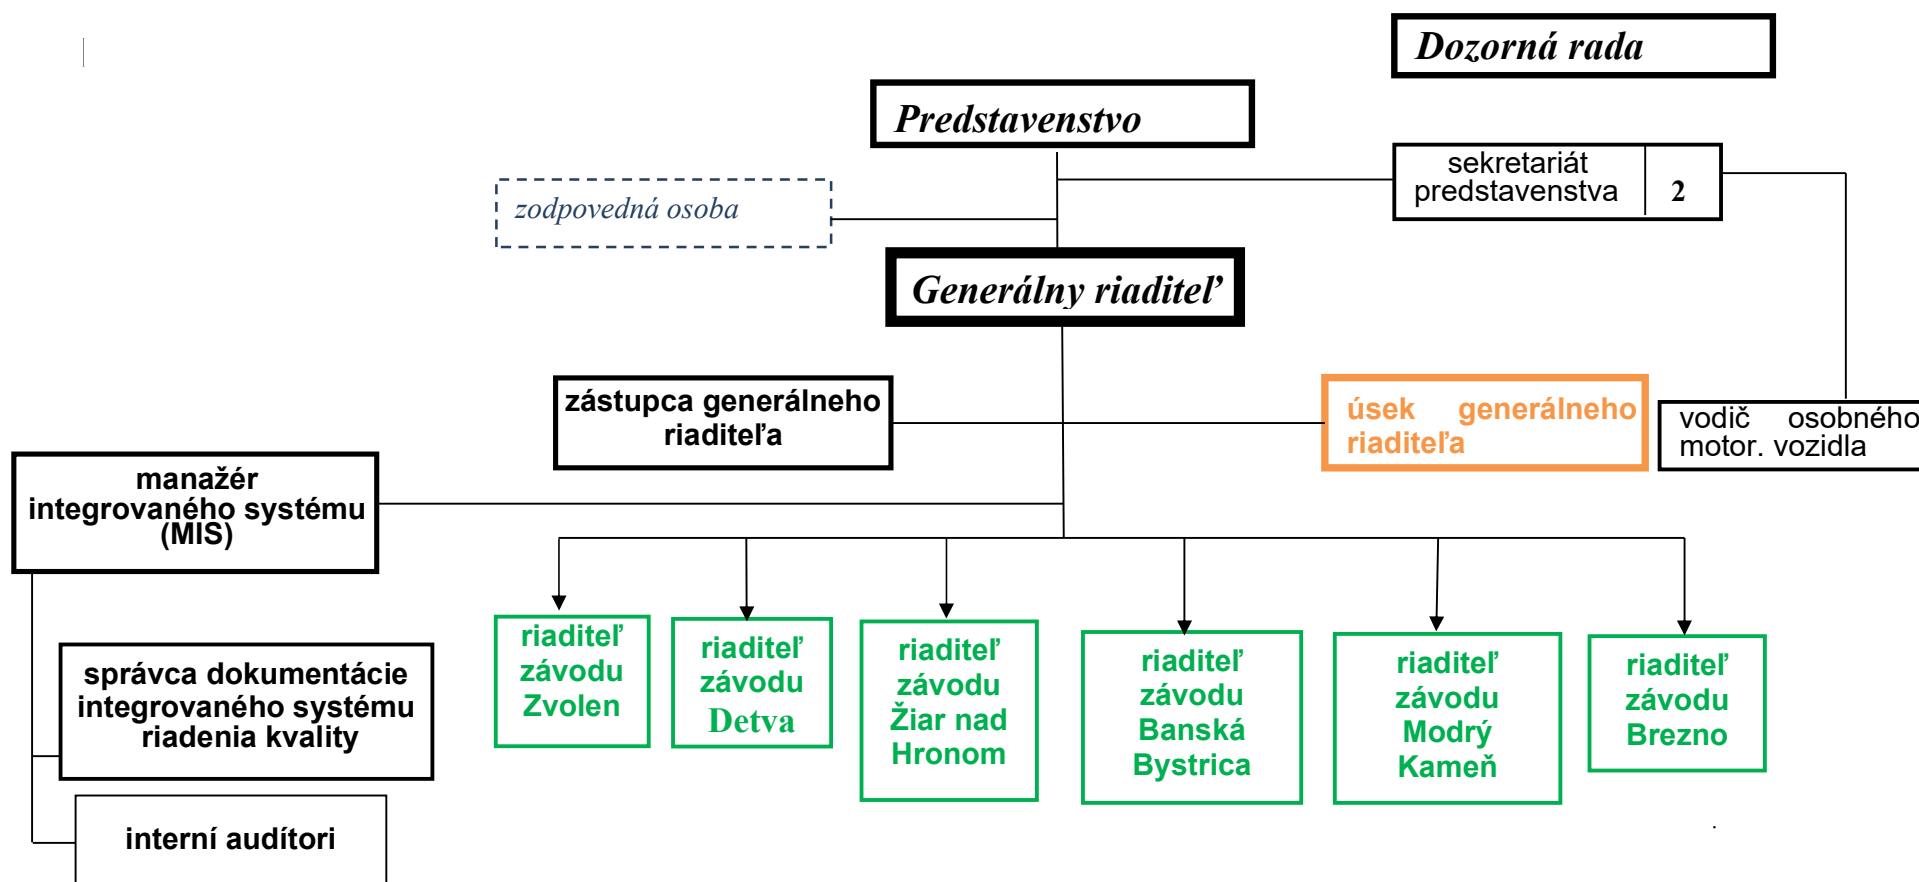 Dozorná rada
Predstavenstvo
sekretariát
predstavenstva
2
zodpovedná osoba
Generálny riaditeľ
zástupca generálneho
riaditeľa
úsek generálneho
riaditeľa
vodič osobného
motor. vozidla
manažér
integrovaného systému
(MIS)
riaditeľ
závodu
Zvolen
riaditeľ
závodu
Detva
riaditeľ
závodu
Žiar nad
Hronom
riaditeľ
závodu
Banská
Bystrica
riaditeľ
závodu
Modrý
Kameň
riaditeľ
závodu
Brezno
správca dokumentácie
integrovaného systému
riadenia kvality
interní audítori